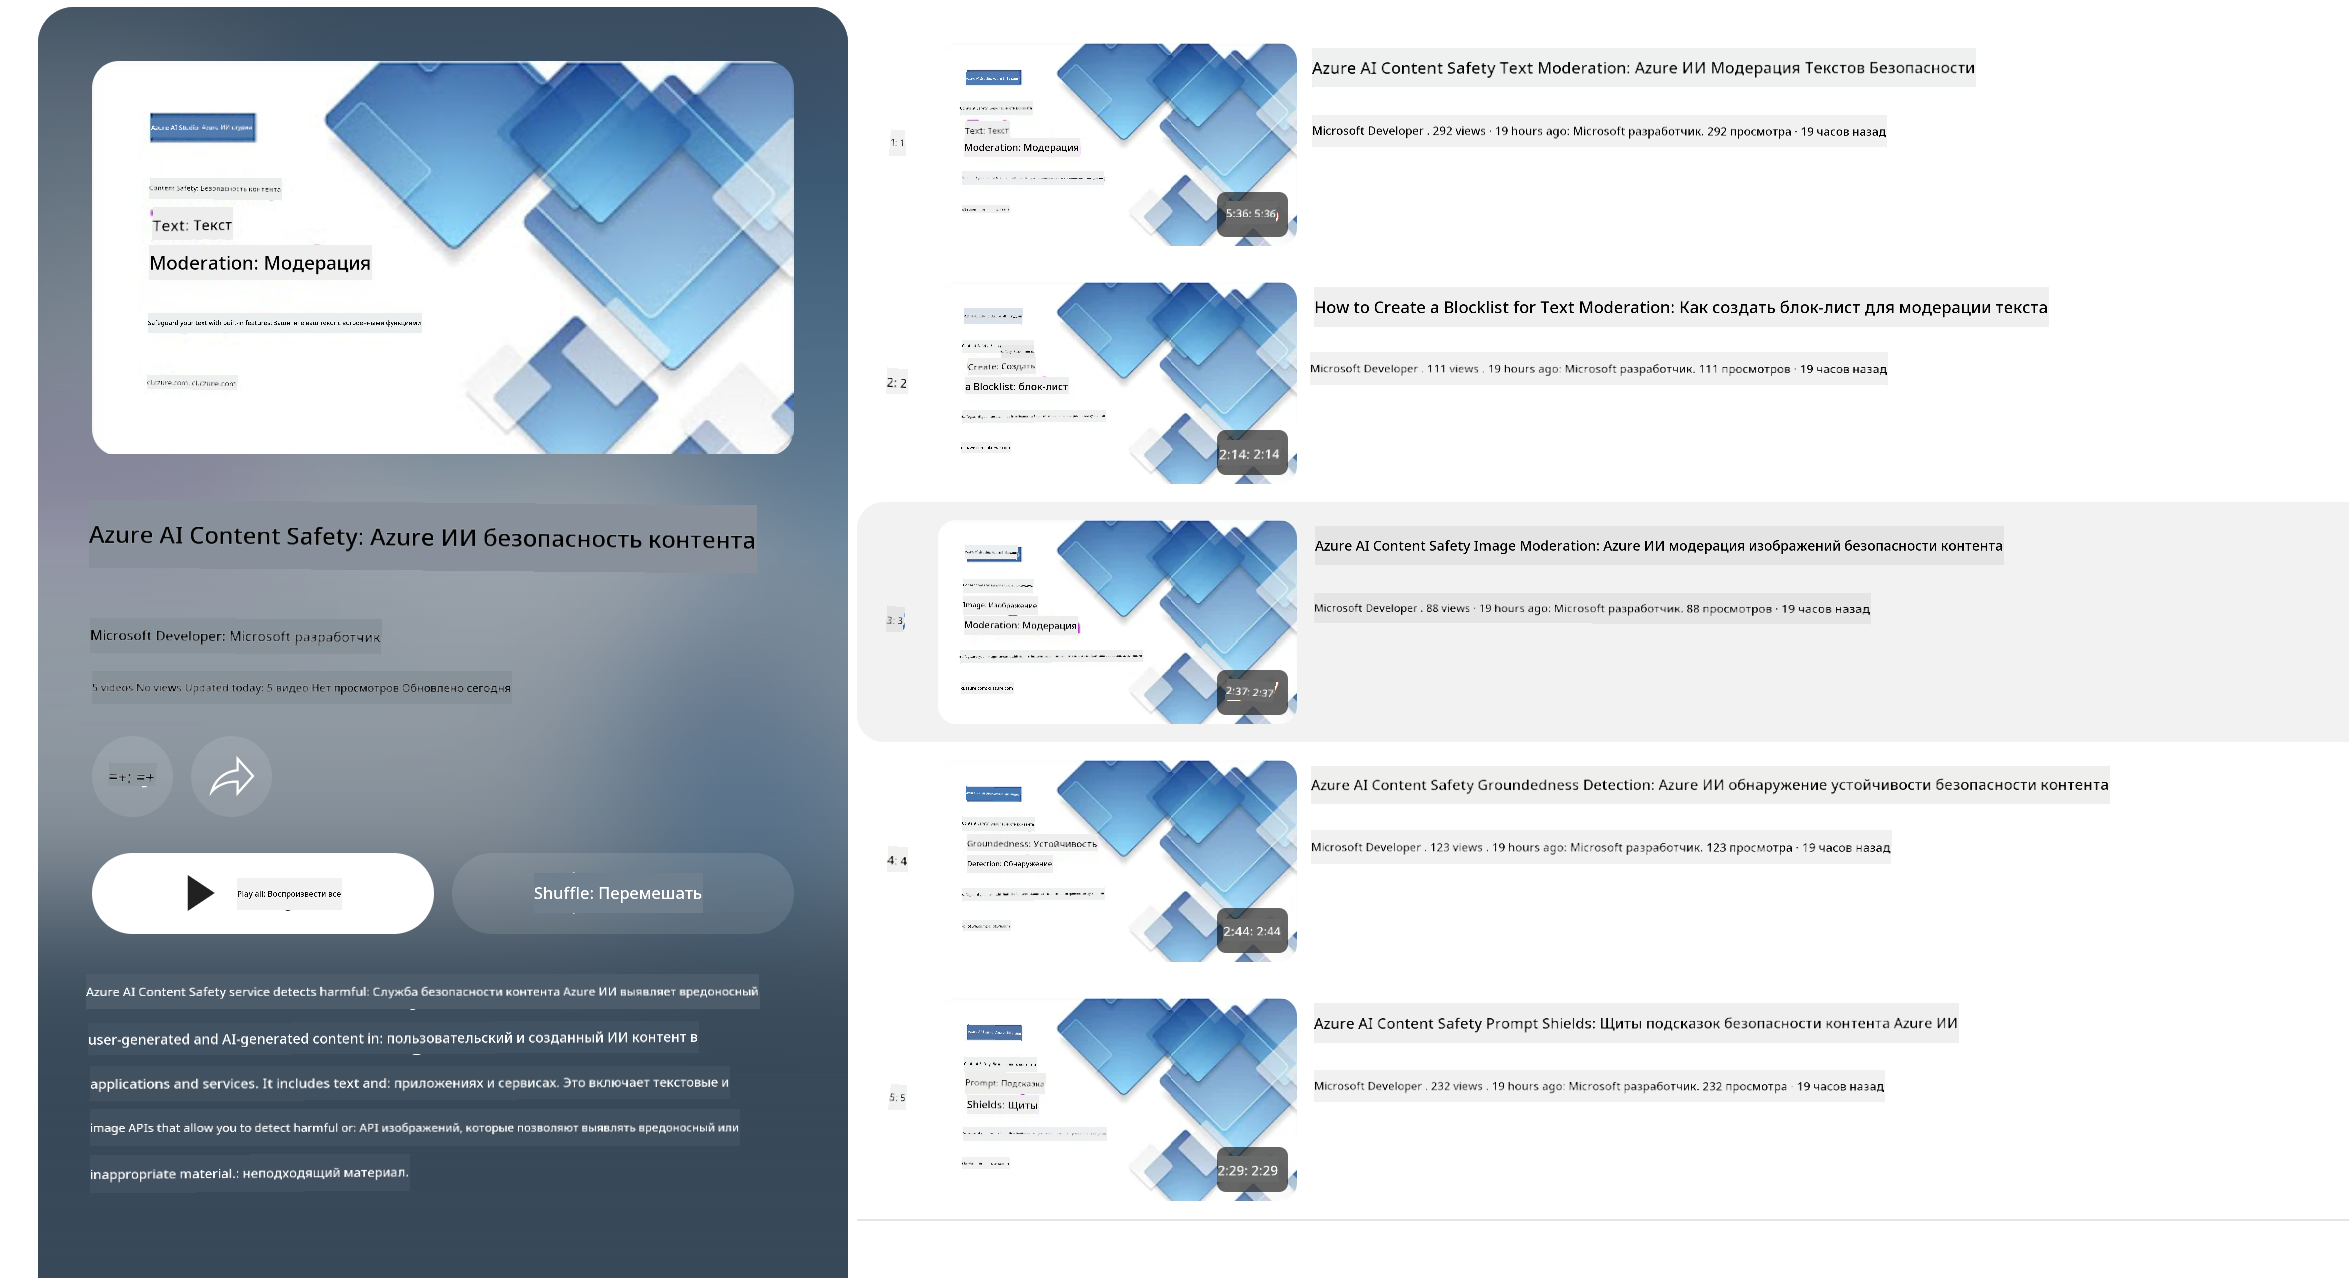 Azure AI Studio: Azure ИИ студия
Content Safety: Безопасность контента
Text: Текст
Moderation: Модерация
Safeguard your text with built-in features: Защитите ваш текст с встроенными функциями
Azure AI Content Safety: Azure ИИ безопасность контента
Microsoft Developer: Microsoft разработчик
5 videos No views Updated today: 5 видео Нет просмотров Обновлено сегодня
=+: =+
Play all: Воспроизвести все
Shuffle: Перемешать
Azure AI Content Safety service detects harmful: Служба безопасности контента Azure ИИ выявляет вредоносный
user-generated and AI-generated content in: пользовательский и созданный ИИ контент в
applications and services. It includes text and: приложениях и сервисах. Это включает текстовые и
image APIs that allow you to detect harmful or: API изображений, которые позволяют выявлять вредоносный или
inappropriate material.: неподходящий материал.
1: 1
Text: Текст
Moderation: Модерация
5:36: 5:36
Azure AI Content Safety Text Moderation: Azure ИИ Модерация Текстов Безопасности
Microsoft Developer . 292 views · 19 hours ago: Microsoft разработчик. 292 просмотра · 19 часов назад
2: 2
Create: Создать
a Blocklist: блок-лист
2:14: 2:14
How to Create a Blocklist for Text Moderation: Как создать блок-лист для модерации текста
Microsoft Developer . 111 views . 19 hours ago: Microsoft разработчик. 111 просмотров · 19 часов назад
3: 3
Image: Изображение
Moderation: Модерация
2:37: 2:37
Azure AI Content Safety Image Moderation: Azure ИИ модерация изображений безопасности контента
Microsoft Developer . 88 views · 19 hours ago: Microsoft разработчик. 88 просмотров · 19 часов назад
4: 4
Groundedness: Устойчивость
Detection: Обнаружение
2:44: 2:44
Azure AI Content Safety Groundedness Detection: Azure ИИ обнаружение устойчивости безопасности контента
Microsoft Developer . 123 views . 19 hours ago: Microsoft разработчик. 123 просмотра · 19 часов назад
5: 5
Prompt: Подсказка
Shields: Щиты
2:29: 2:29
Azure AI Content Safety Prompt Shields: Щиты подсказок безопасности контента Azure ИИ
Microsoft Developer . 232 views . 19 hours ago: Microsoft разработчик. 232 просмотра · 19 часов назад